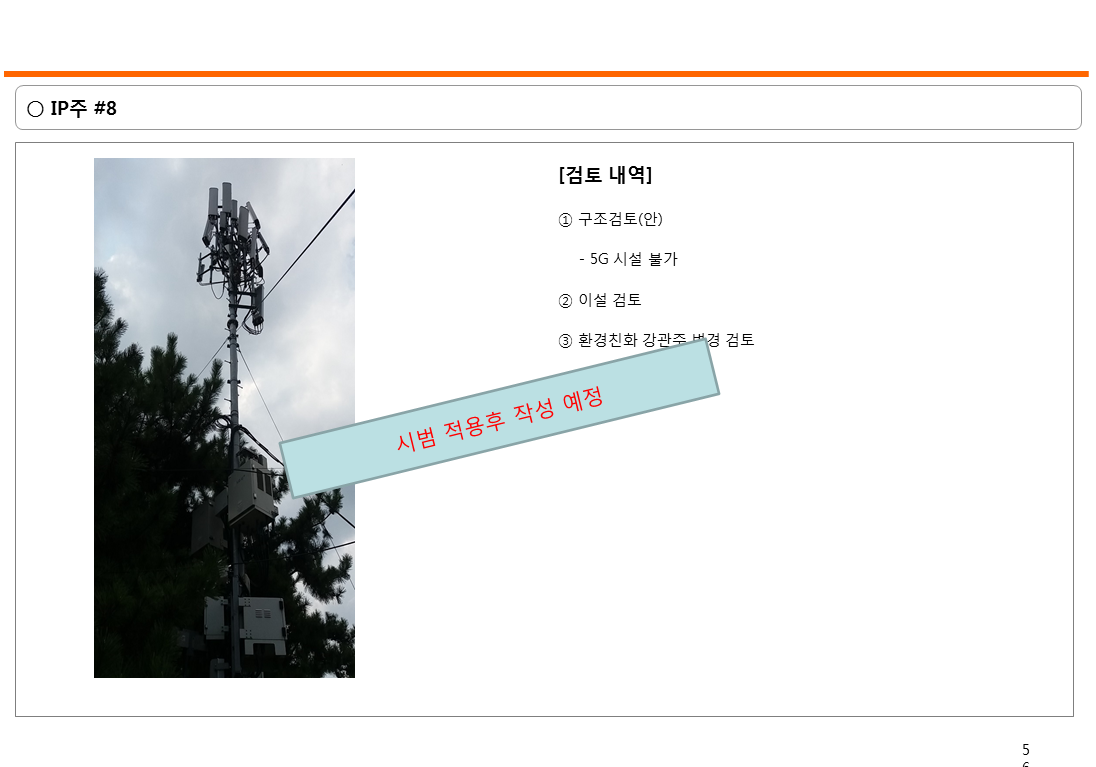 ○ IP주 #8
[검토 내역]
① 구조검토(안)
- 5G 시설 불가
② 이설 검토
③ 환경친화 강관주 변경 검토
시범 적용후 작성 예정
5
6